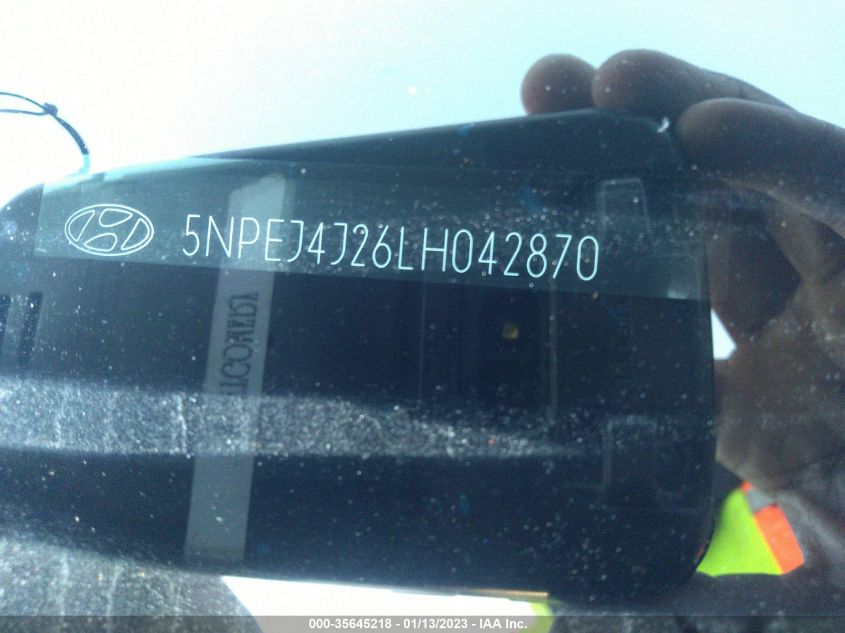 5NPEJ4J26LH042870
000-35645218 - 01/13/2023 - IAA Inc.